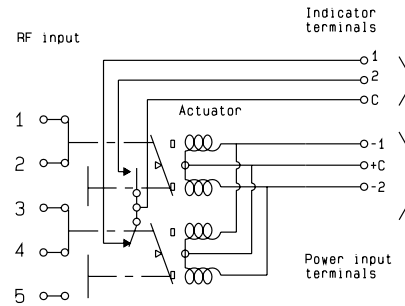 Indicator
terminals
RF input
1
2
C
Actuator
1
2
3
4
5
-1
+C
-2
Power input
terminals